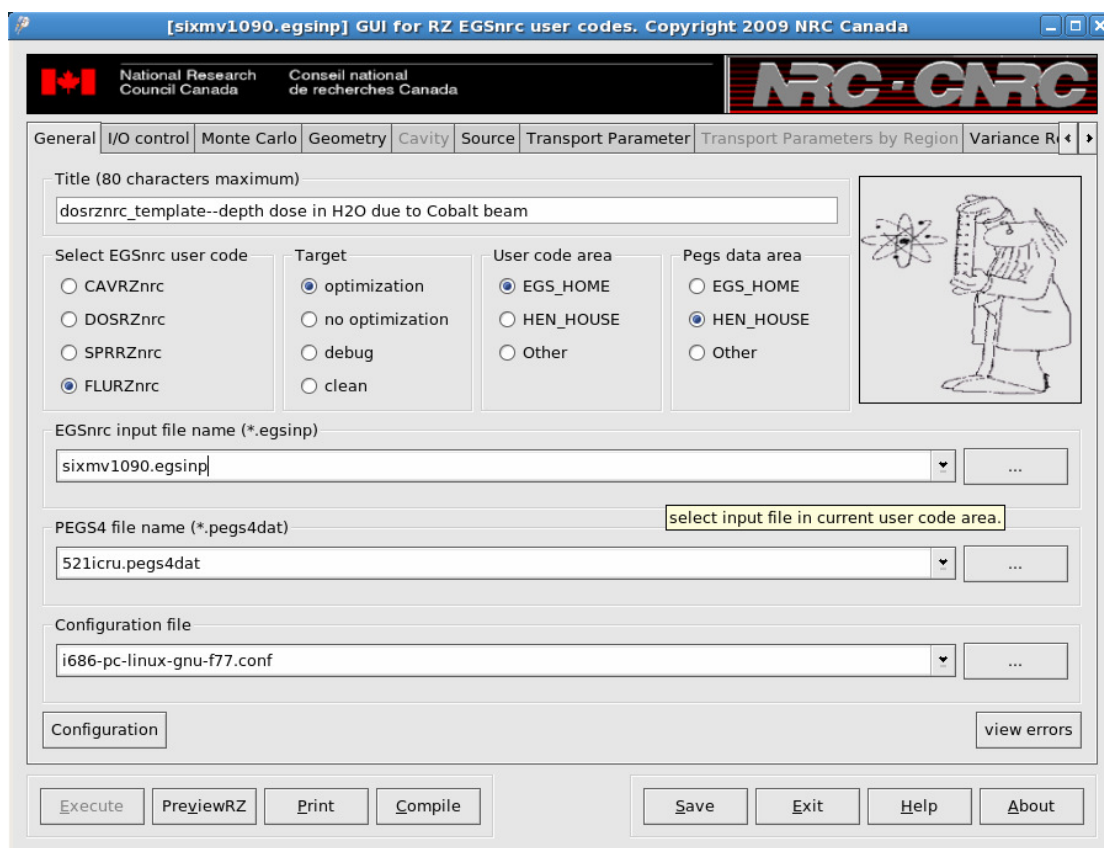 [sixmv1090.egsinp] GUI for RZ EGSnrc user codes. Copyright 2009 NRC Canada
National Research Council Canada
Conseil national de recherches Canada
NRC·CNRC
General I/O control Monte Carlo Geometry Cavity Source Transport Parameter Transport Parameters by Region Variance R
Title (80 characters maximum)
dosrznrc_template--depth dose in H2O due to Cobalt beam
Select EGSnrc user code
CAVRZnrc
DOSRZnrc
SPRRZnrc
FLURZnrc
Target
optimization
no optimization
debug
clean
User code area
EGS_HOME
HEN_HOUSE
Other
Pegs data area
EGS_HOME
HEN_HOUSE
Other
EGSnrc input file name (*.egsinp)
sixmv1090.egsinp
...
select input file in current user code area.
PEGS4 file name (*.pegs4dat)
521icru.pegs4dat
...
Configuration file
i686-pc-linux-gnu-f77.conf
...
Configuration
view errors
Execute PreviewRZ Print Compile Save Exit Help About